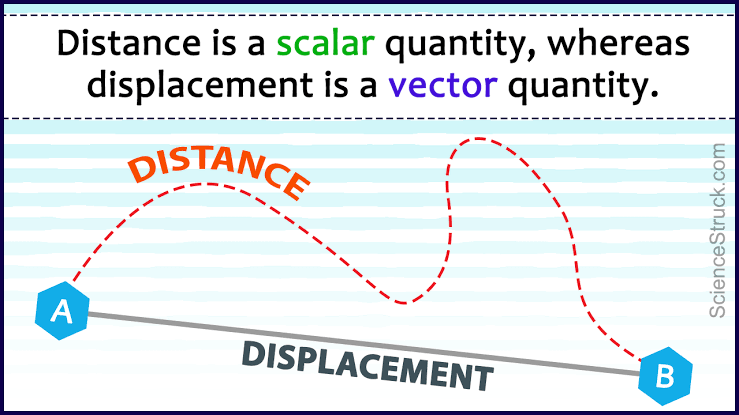 Distance is a scalar quantity, whereas
displacement is a vector quantity.
DISTANCE
A
DISPLACEMENT
B
ScienceStruck.com